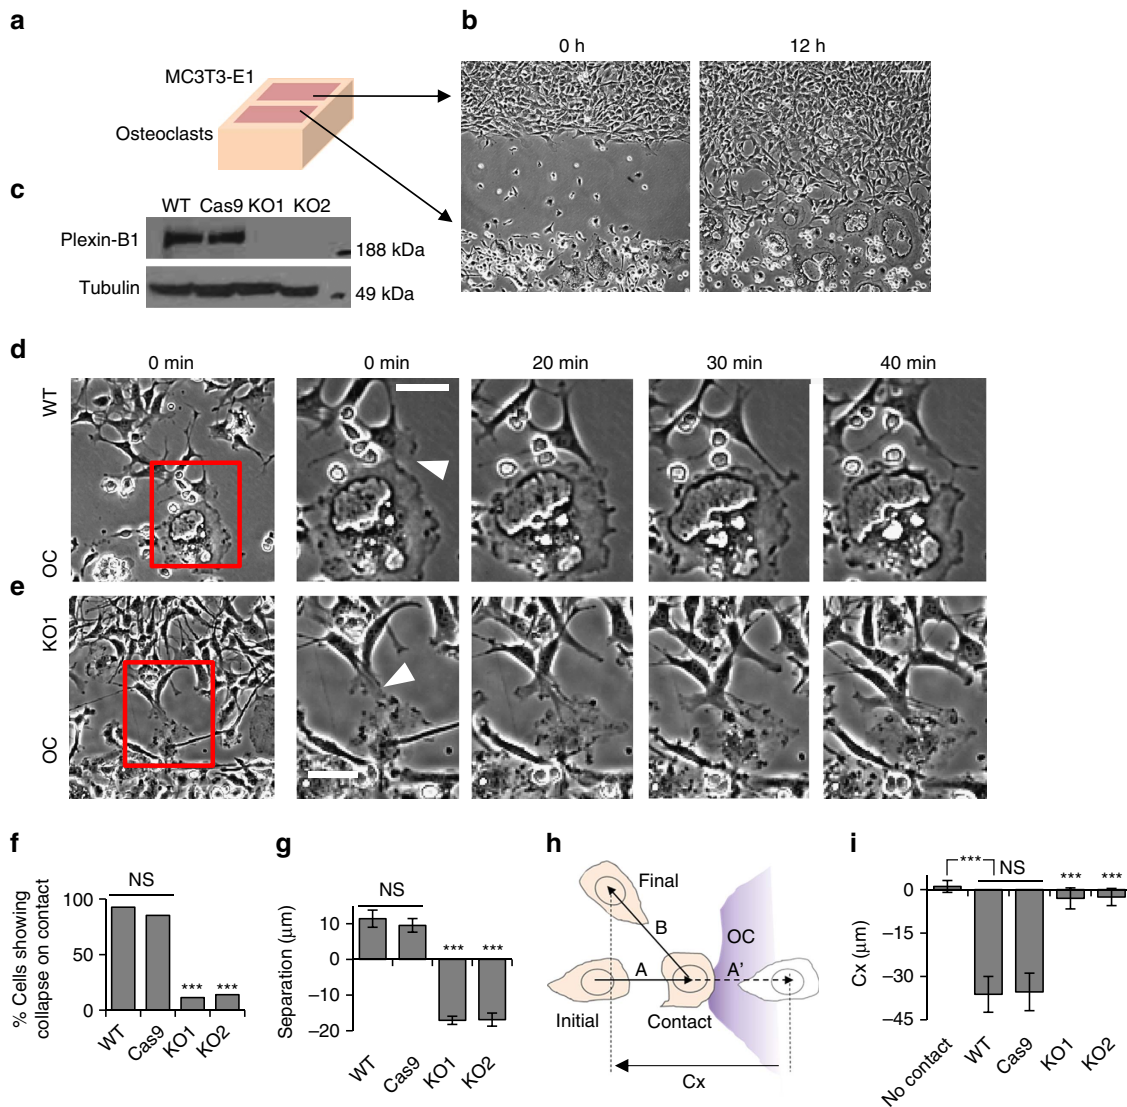 a
MC3T3-E1
Osteoclasts
b
0 h
12 h
c
WT Cas9 KO1 KO2
Plexin-B1
188 kDa
Tubulin
49 kDa
d
0 min
0 min
20 min
30 min
40 min
WT
OC
e
KO1
OC
f
NS
% Cells showing
collapse on contact
100
50
0
***
***
WT
Cas9
KO1
KO2
g
NS
Separation (μm)
10
0
–10
–20
***
***
WT
Cas9
KO1
KO2
h
Final
B
OC
A
A’
Initial
Contact
Cx
i
***
NS
***
***
Cx (μm)
0
–15
–30
–45
No contact
WT
Cas9
KO1
KO2